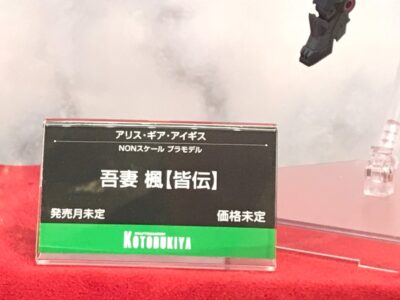 アリス・ギア・アイギス
NONスケール プラモデル
吾妻 楓【皆伝】
発売月未定 価格未定
KOTOBUKIYA